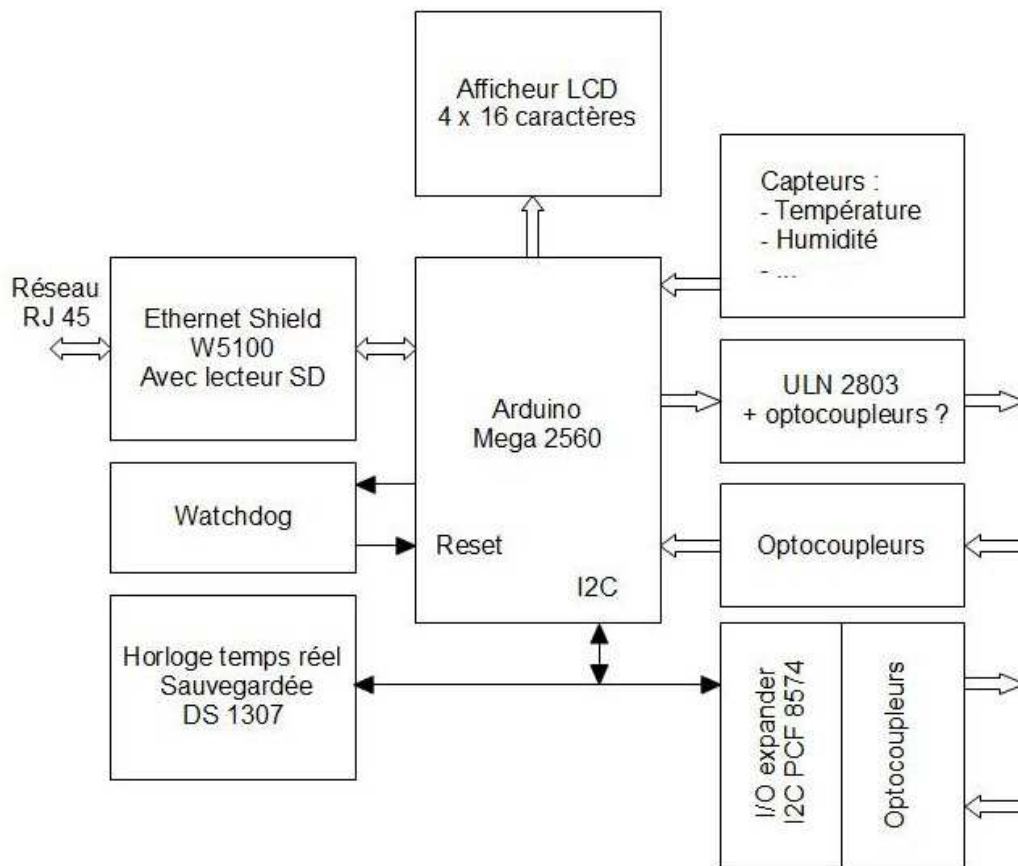 Afficheur LCD
4 x 16 caractères
Capteurs :
- Température
- Humidité
- ...
Réseau
RJ 45
Ethernet Shield
W5100
Avec lecteur SD
Arduino
Mega 2560
ULN 2803
+ optocoupleurs ?
Watchdog
Reset
Optocoupleurs
I2C
Horloge temps réel
Sauvegardée
DS 1307
I/O expander
I2C PCF 8574
Optocoupleurs